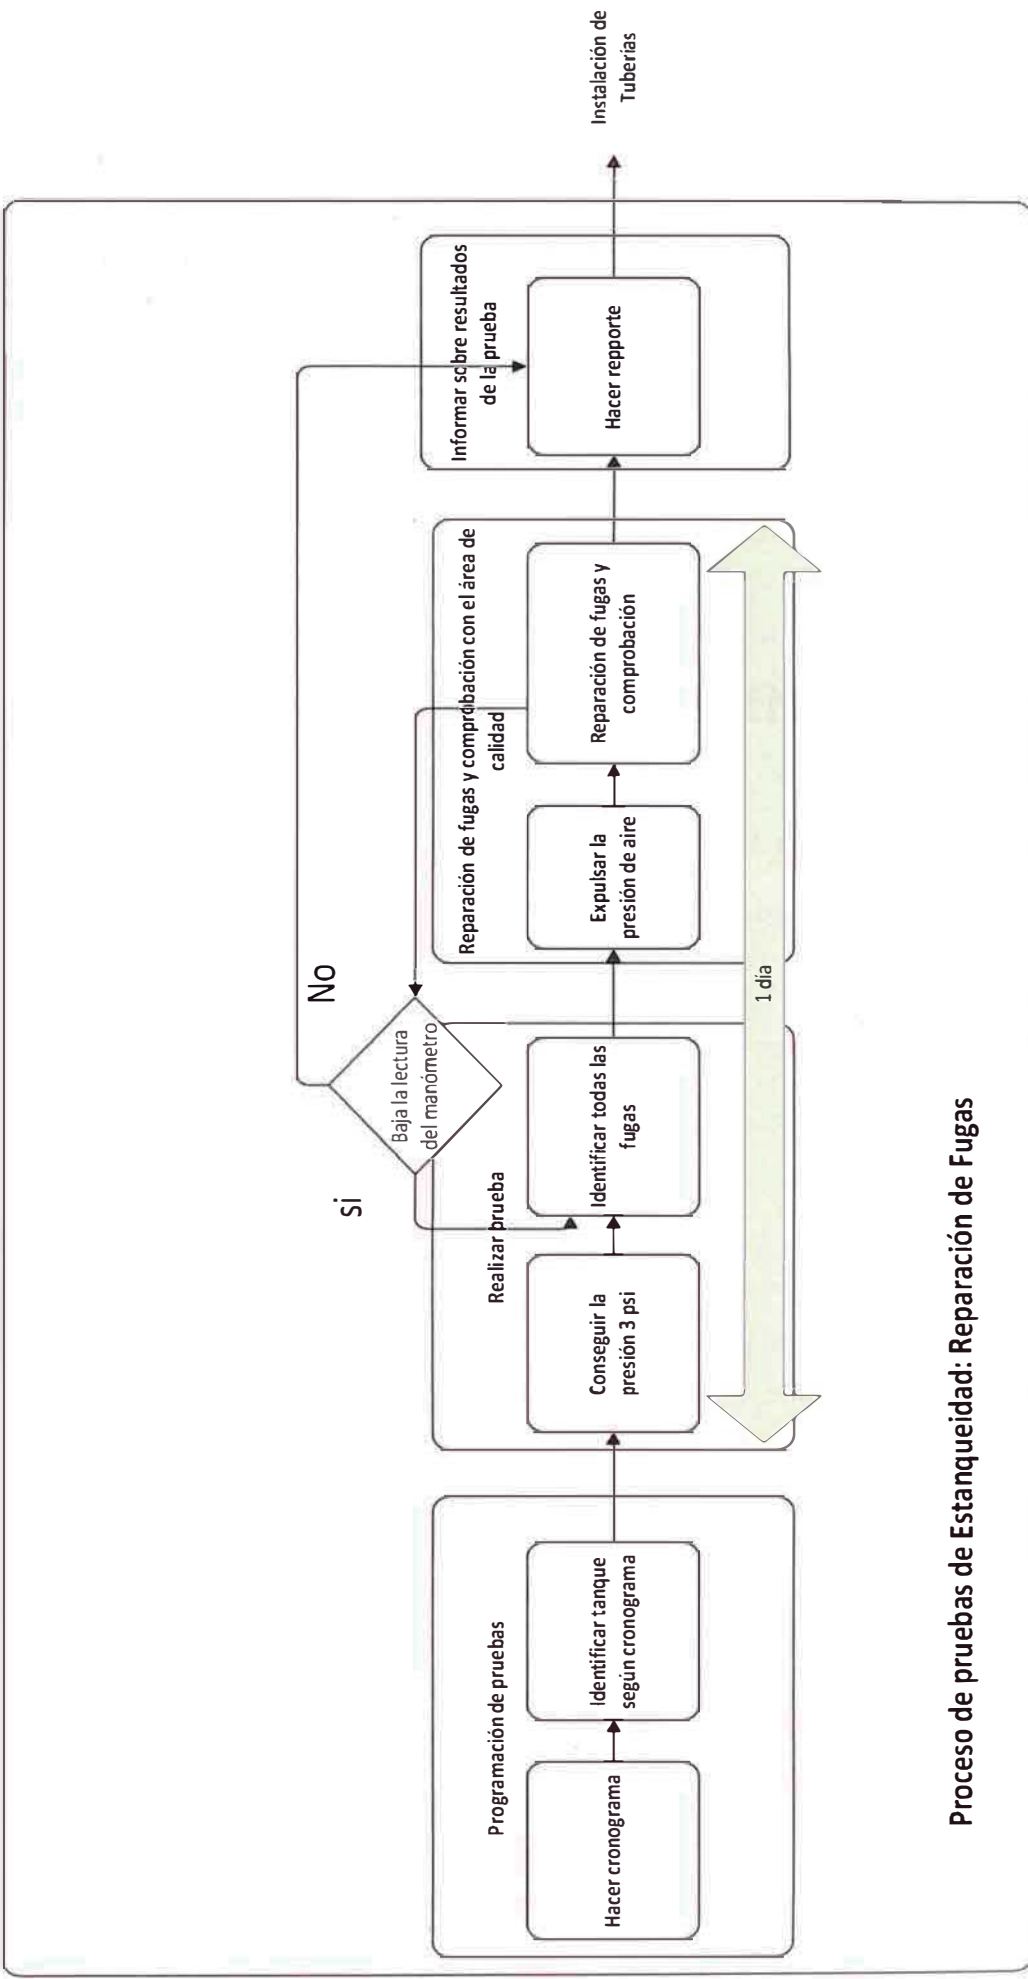 Programación de pruebas
Hacer cronograma
Identificar tanque
según cronograma
Realizar prueba
Conseguir la
presión 3 psi
Identificar todas las
fugas
si
Baja la lectura
del manómetro
No
Reparación de fugas y comprobación con el área de
calidad
Expulsar la
presión de aire
Reparación de fugas y
comprobación
1 día
Informar sobre resultados
de la prueba
Hacer repporte
Instalación de
Tuberías
Proceso de pruebas de Estanqueidad: Reparación de Fugas